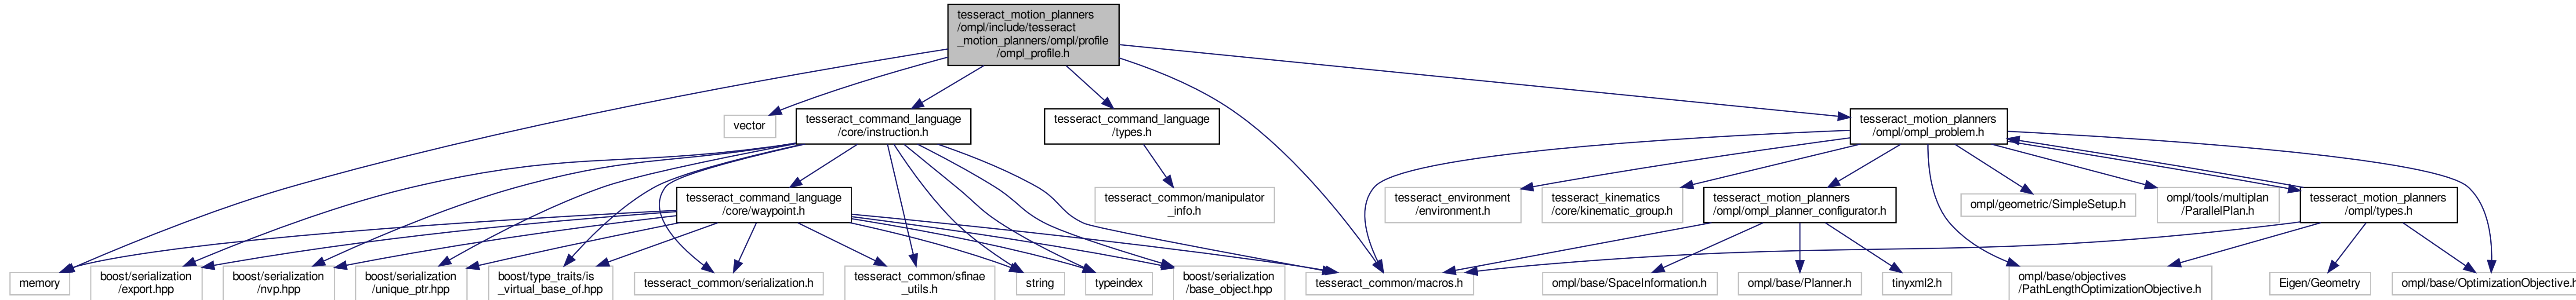 tesseract_motion_planners
/ompl/include/tesseract
_motion_planners/ompl/profile
/ompl_profile.h
vector
tesseract_command_language
/core/instruction.h
tesseract_command_language
/types.h
tesseract_motion_planners
/ompl/ompl_problem.h
tesseract_command_language
/core/waypoint.h
tesseract_common/manipulator
_info.h
tesseract_environment
/environment.h
tesseract_kinematics
/core/kinematic_group.h
tesseract_motion_planners
/ompl/ompl_planner_configurator.h
ompl/geometric/SimpleSetup.h
ompl/tools/multiplan
/ParallelPlan.h
tesseract_motion_planners
/ompl/types.h
memory
boost/serialization
/export.hpp
boost/serialization
/nvp.hpp
boost/serialization
/unique_ptr.hpp
boost/type_traits/is
_virtual_base_of.hpp
tesseract_common/serialization.h
tesseract_common/sfinae
_utils.h
string
typeindex
boost/serialization
/base_object.hpp
tesseract_common/macros.h
ompl/base/SpaceInformation.h
ompl/base/Planner.h
tinyxml2.h
ompl/base/objectives
/PathLengthOptimizationObjective.h
Eigen/Geometry
ompl/base/OptimizationObjective.h